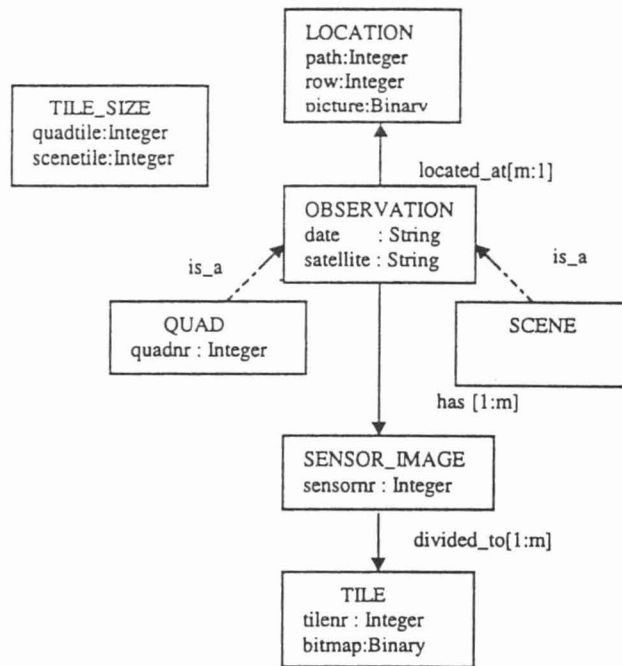 LOCATION
path:Integer
row:Integer
picture:Binary
TILE_SIZE
quadtile:Integer
scenetile:Integer
located_at[m:1]
OBSERVATION
date : String
satellite : String
is_a
is_a
QUAD
quadnr : Integer
SCENE
has [1:m]
SENSOR_IMAGE
sensornr : Integer
divided_to[1:m]
TILE
tilenr : Integer
bitmap:Binary